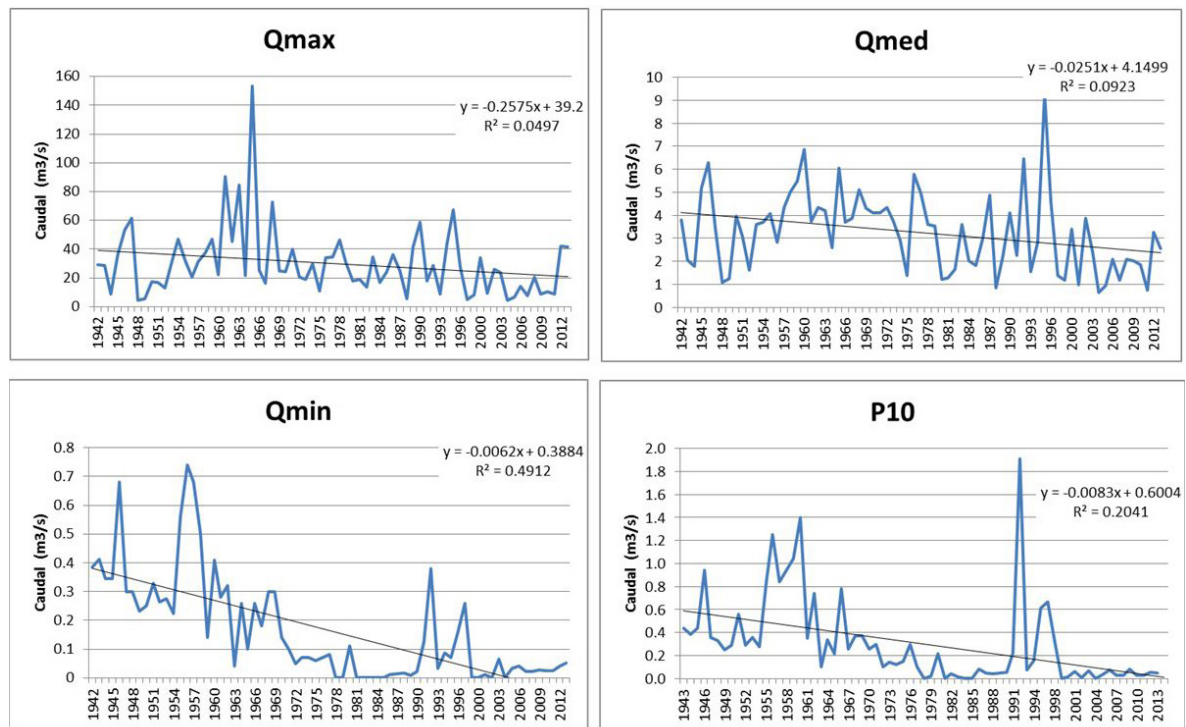 Qmax
Caudal (m3/s)
160
140
120
100
80
60
40
20
0
y = -0.2575x + 39.2
R² = 0.0497
1942 1945 1948 1951 1954 1957 1960 1963 1966 1969 1972 1975 1978 1981 1984 1987 1990 1993 1996 2000 2003 2006 2009 2012
Qmed
Caudal (m3/s)
10
9
8
7
6
5
4
3
2
1
0
y = -0.0251x + 4.1499
R² = 0.0923
1942 1945 1948 1951 1954 1957 1960 1963 1966 1969 1972 1975 1978 1981 1984 1987 1990 1993 1996 2000 2003 2006 2009 2012
Qmin
Caudal (m3/s)
0.8
0.7
0.6
0.5
0.4
0.3
0.2
0.1
0
y = -0.0062x + 0.3884
R² = 0.4912
1942 1945 1948 1951 1954 1957 1960 1963 1966 1969 1972 1975 1978 1981 1984 1987 1990 1993 1996 2000 2003 2006 2009 2012
P10
Caudal (m3/s)
2.0
1.8
1.6
1.4
1.2
1.0
0.8
0.6
0.4
0.2
0.0
y = -0.0083x + 0.6004
R² = 0.2041
1943 1946 1949 1952 1955 1958 1961 1964 1967 1970 1973 1976 1979 1982 1985 1988 1991 1994 1997 2001 2004 2007 2010 2013